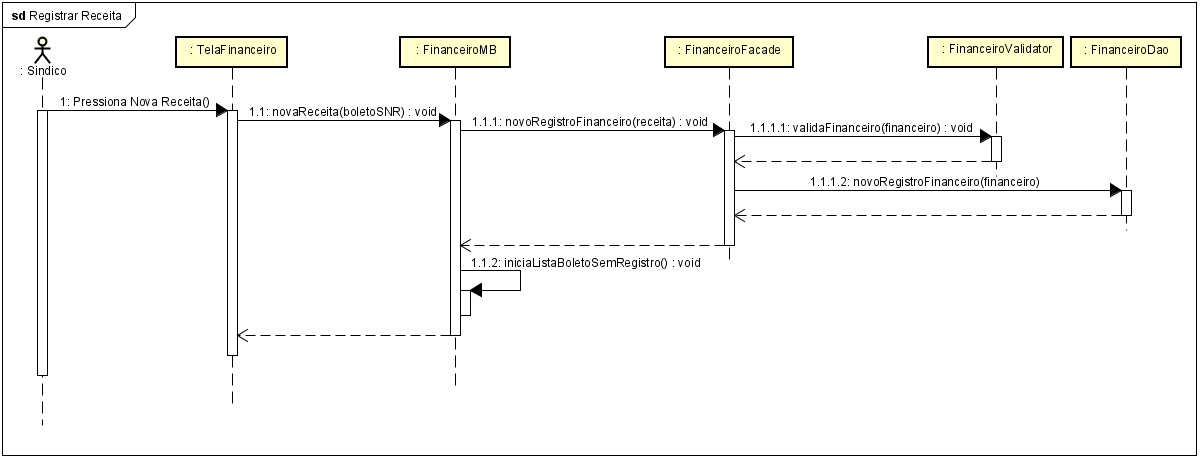 sd Registrar Receita
: Sindico
: TelaFinanceiro
: FinanceiroMB
: FinanceiroFacade
: FinanceiroValidator
: FinanceiroDao
1: Pressiona Nova Receita()
1.1: novaReceita(boletoSNR) : void
1.1.1: novoRegistroFinanceiro(receita) : void
1.1.1.1: validaFinanceiro(financeiro) : void
1.1.1.2: novoRegistroFinanceiro(financeiro)
1.1.2: iniciaListaBoletoSemRegistro() : void